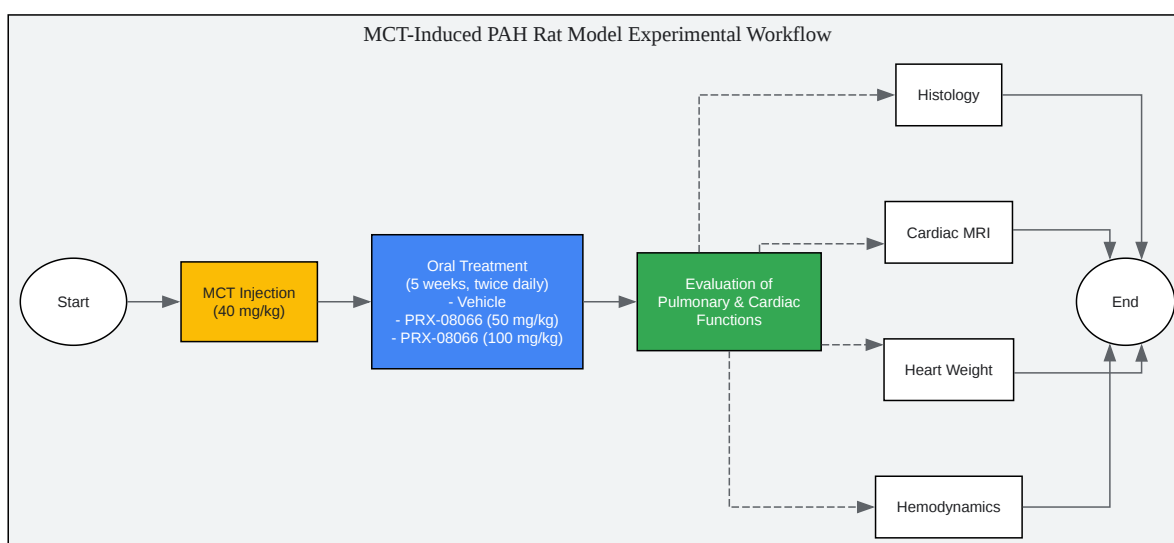 MCT-Induced PAH Rat Model Experimental Workflow
Start
MCT Injection
(40 mg/kg)
Oral Treatment
(5 weeks, twice daily)
- Vehicle
- PRX-08066 (50 mg/kg)
- PRX-08066 (100 mg/kg)
Evaluation of
Pulmonary & Cardiac
Functions
Histology
Cardiac MRI
Heart Weight
Hemodynamics
End